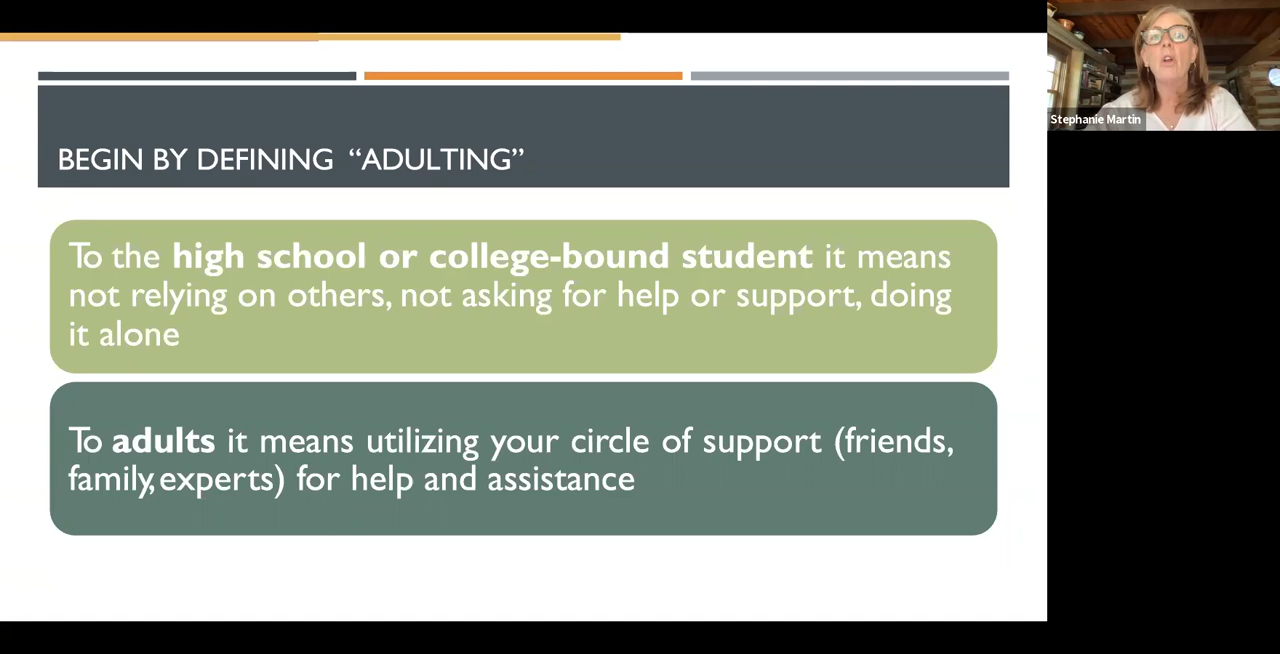 Stephanie Martin
BEGIN BY DEFINING “ADULTING”
To the high school or college-bound student it means
not relying on others, not asking for help or support, doing
it alone
To adults it means utilizing your circle of support (friends,
family, experts) for help and assistance